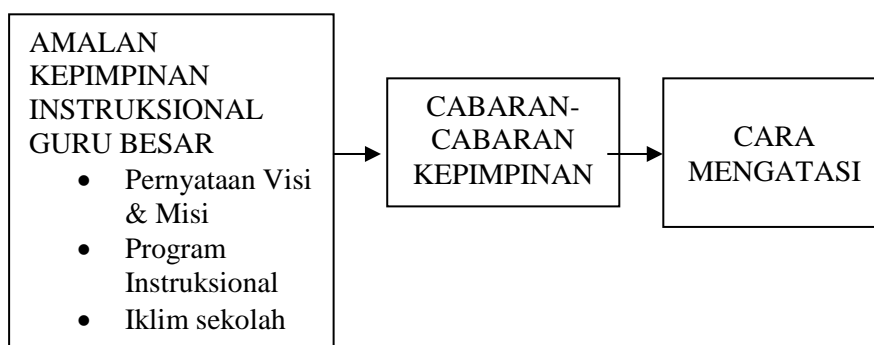 AMALAN
KEPIMPINAN
INSTRUKSIONAL
GURU BESAR
• Pernyataan Visi
& Misi
• Program
Instruksional
• Iklim sekolah
CABARAN-
CABARAN
KEPIMPINAN
CARA
MENGATASI